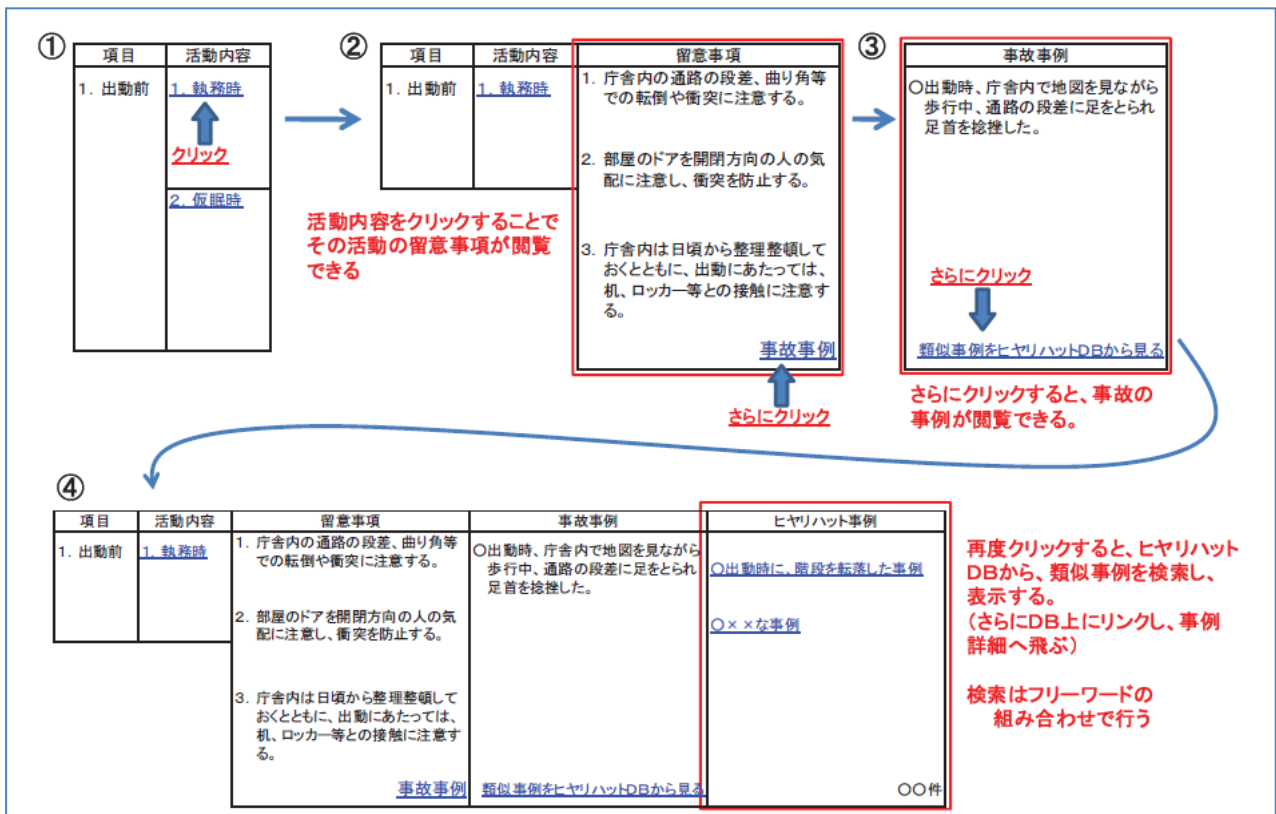 ①
項目
活動内容
1. 出動前
1. 執務時
クリック
2. 仮眠時
②
項目
活動内容
留意事項
1. 出動前
1. 執務時
1. 庁舎内の通路の段差、曲り角等
での転倒や衝突に注意する。
2. 部屋のドアを開閉方向の人の気
配に注意し、衝突を防止する。
3. 庁舎内は日頃から整理整頓して
おくとともに、出動にあたっては、
机、ロッカー等との接触に注意す
る。
事故事例
さらにクリック
活動内容をクリックすることで
その活動の留意事項が閲覧
できる
③
事故事例
○出動時、庁舎内で地図を見ながら
歩行中、通路の段差に足をとられ
足首を捻挫した。
さらにクリック
類似事例をヒヤリハットDBから見る
さらにクリックすると、事故の
事例が閲覧できる。
④
項目
活動内容
留意事項
事故事例
ヒヤリハット事例
1. 出動前
1. 執務時
1. 庁舎内の通路の段差、曲り角等
での転倒や衝突に注意する。
2. 部屋のドアを開閉方向の人の気
配に注意し、衝突を防止する。
3. 庁舎内は日頃から整理整頓して
おくとともに、出動にあたっては、
机、ロッカー等との接触に注意す
る。
事故事例
○出動時、庁舎内で地図を見ながら
歩行中、通路の段差に足をとられ
足首を捻挫した。
類似事例をヒヤリハットDBから見る
○出動時に、階段を転落した事例
○××な事例
○○件
再度クリックすると、ヒヤリハット
DBから、類似事例を検索し、
表示する。
(さらにDB上にリンクし、事例
詳細へ飛ぶ)
検索はフリーワードの
組み合わせで行う